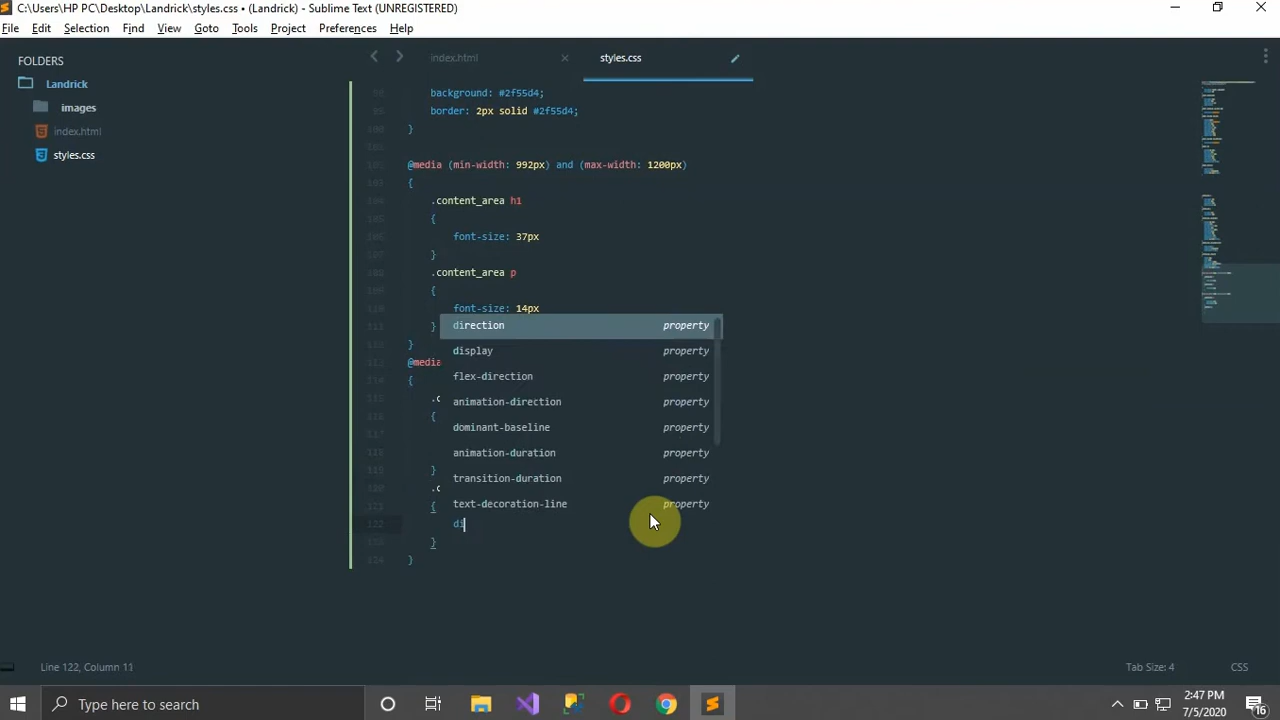 C:\Users\HP PC\Desktop\Landrick\styles.css • (Landrick) - Sublime Text (UNREGISTERED)
File Edit Selection Find View Goto Tools Project Preferences Help
FOLDERS
Landrick
images
index.html
styles.css
index.html
styles.css
background: #2f55d4;
border: 2px solid #2f55d4;
}
@media (min-width: 992px) and (max-width: 1200px)
{
.content_area h1
{
font-size: 37px
}
.content_area p
{
font-size: 14px
}
}
@media
{
.c
{
}
.c
{
di
}
}
direction property
display property
flex-direction property
animation-direction property
dominant-baseline property
animation-duration property
transition-duration property
text-decoration-line property
122
Line 122, Column 11
Tab Size: 4
CSS
Type here to search
2:47 PM
7/5/2020
16